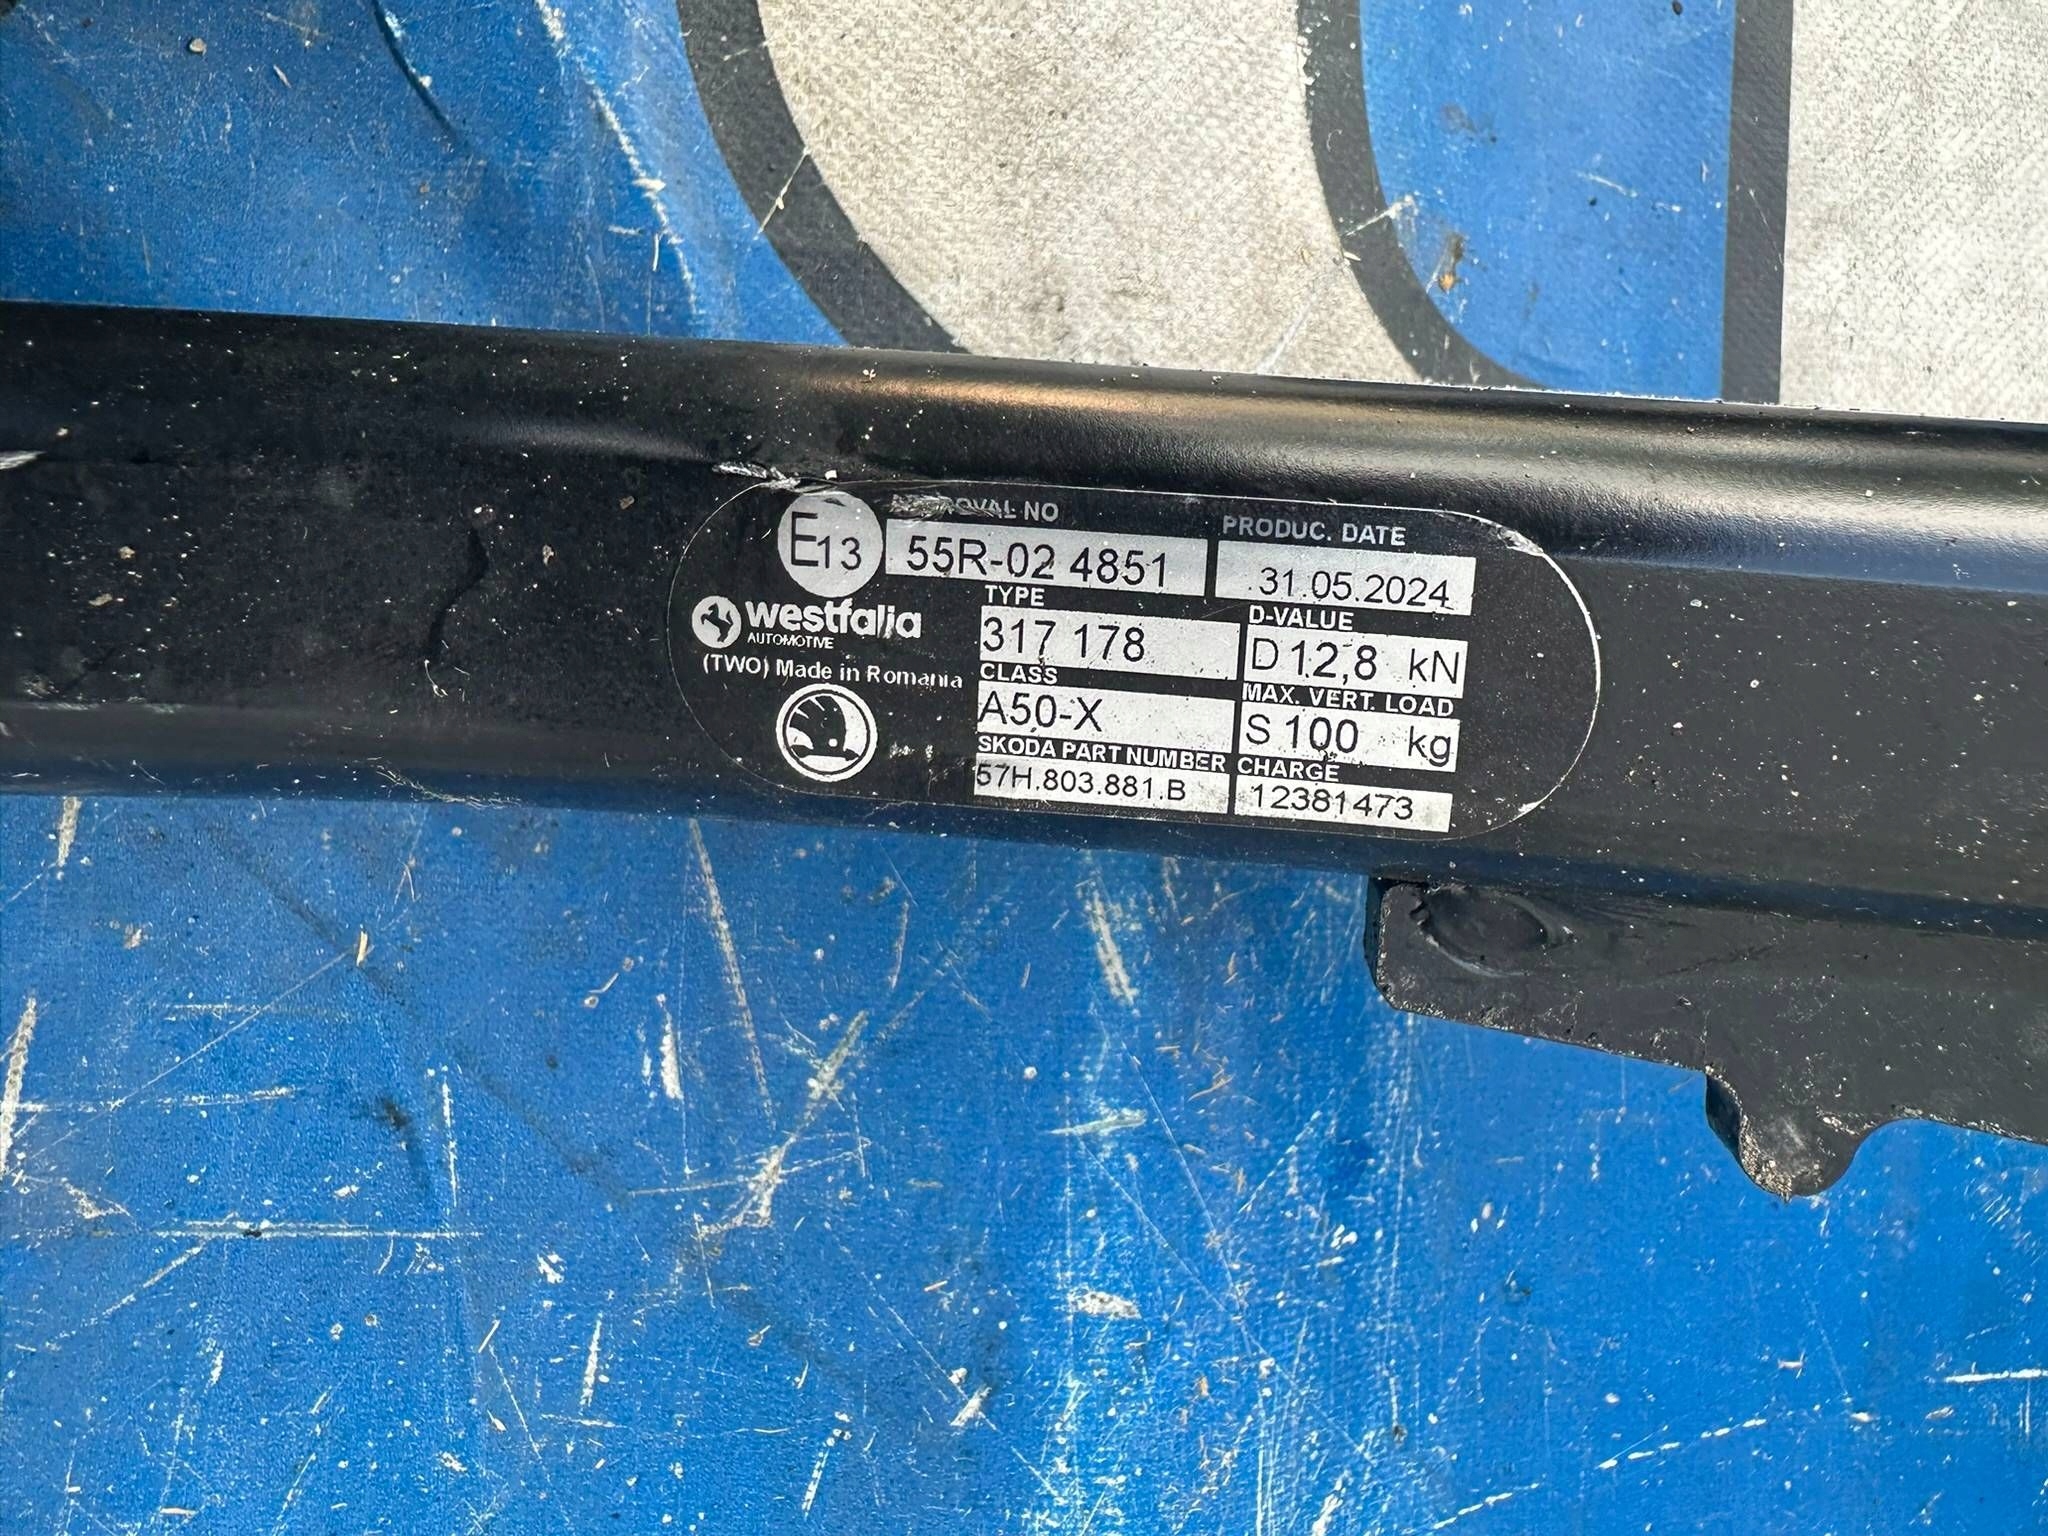 E13
APPROVAL NO
55R-02 4851
PRODUC. DATE
31.05.2024
westfalia
AUTOMOTIVE
(TWO) Made in Romania
TYPE
317 178
D-VALUE
D 12,8 kN
CLASS
A50-X
MAX. VERT. LOAD
S 100 kg
SKODA PART NUMBER
57H.803.881.B
CHARGE
12381473